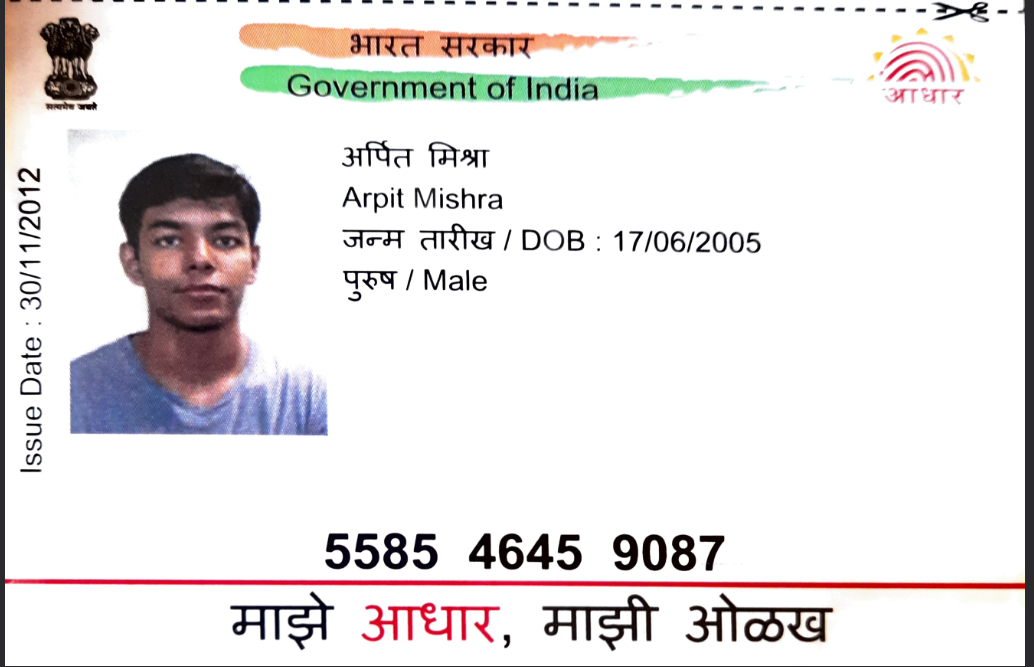 भारत सरकार
Government of India
सत्यमेव जयते
आधार
अर्पित मिश्रा
Arpit Mishra
जन्म तारीख / DOB : 17/06/2005
पुरुष / Male
Issue Date : 30/11/2012
5585 4645 9087
माझे आधार, माझी ओळख